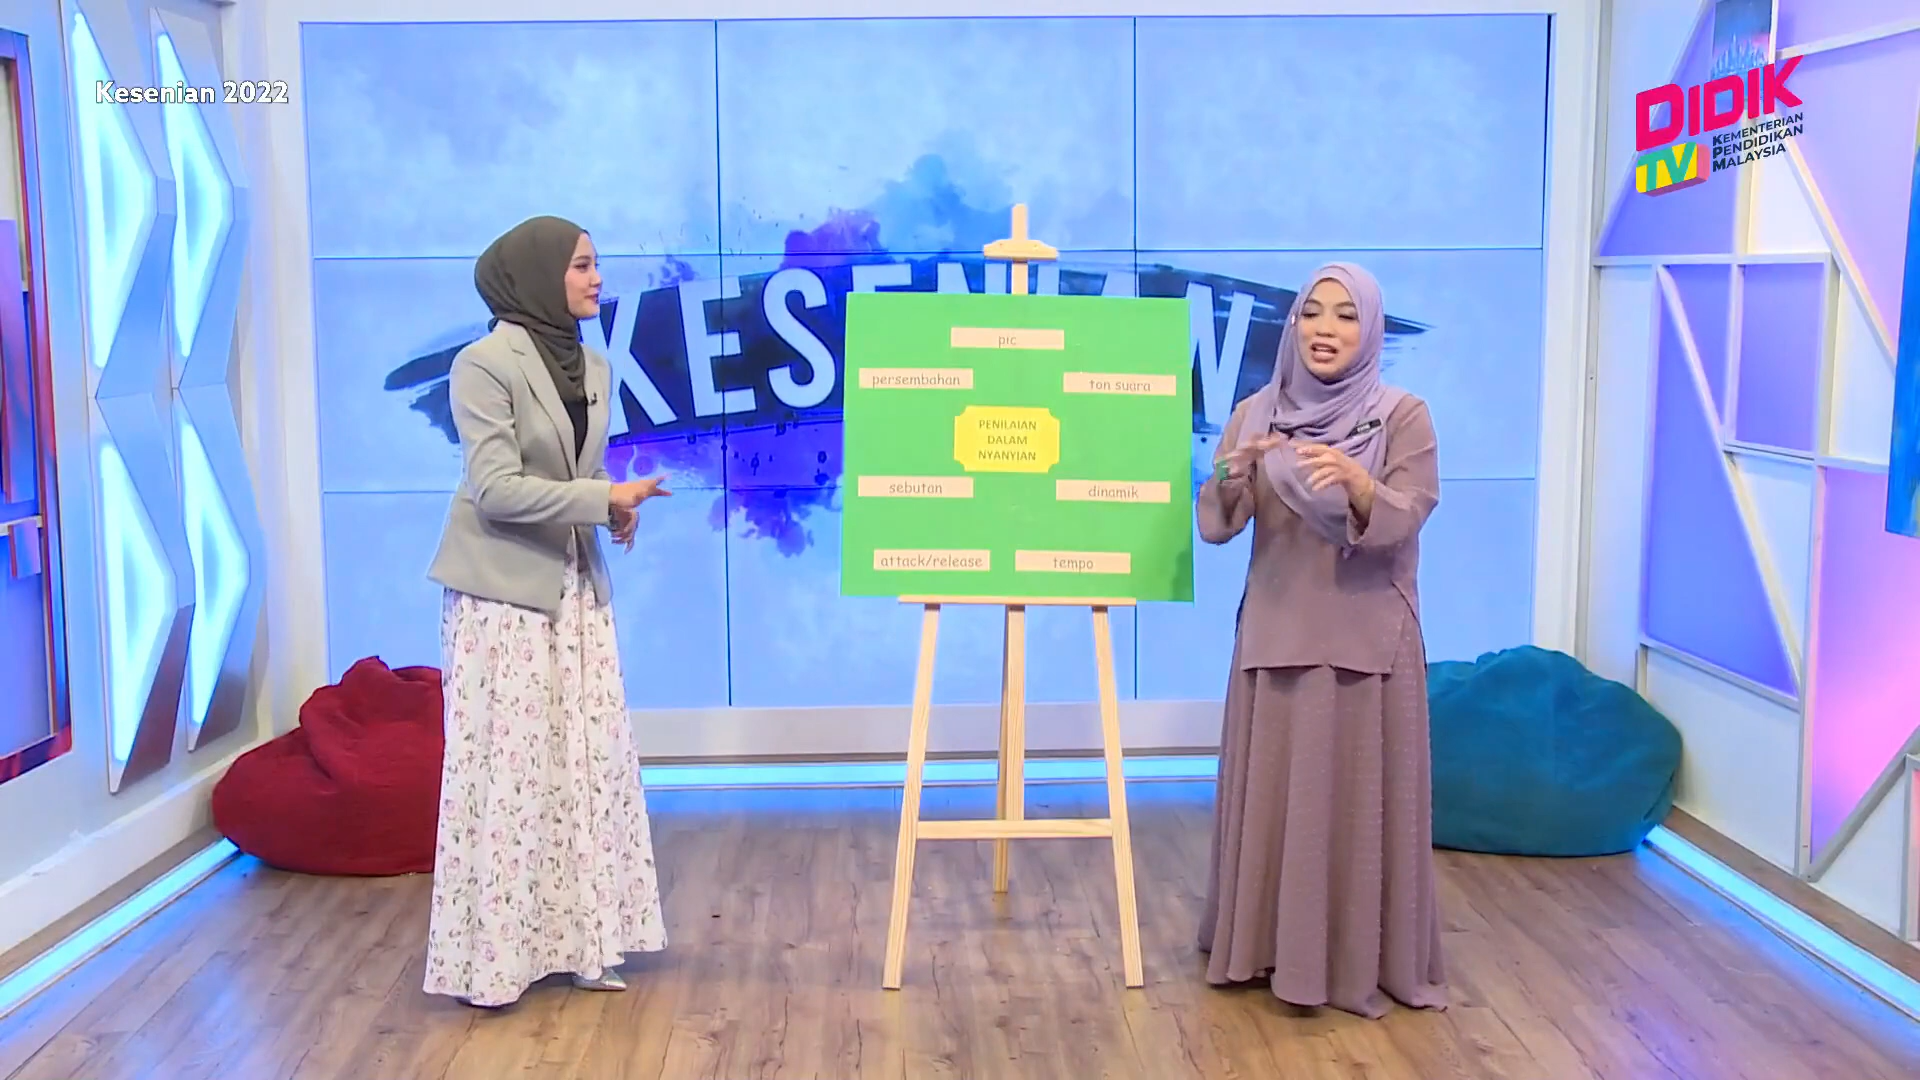 Kesenian 2022
DIDIK
TV
KEMENTERIAN
PENDIDIKAN
MALAYSIA
KESENIAN
pic
persembahan
ton suara
PENILAIAN
DALAM
NYANYIAN
sebutan
dinamik
attack/release
tempo